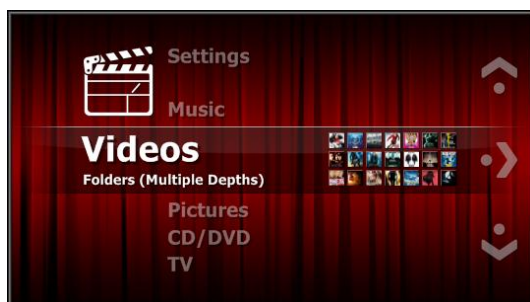 Settings
Music
Videos
Folders (Multiple Depths)
Pictures
CD/DVD
TV